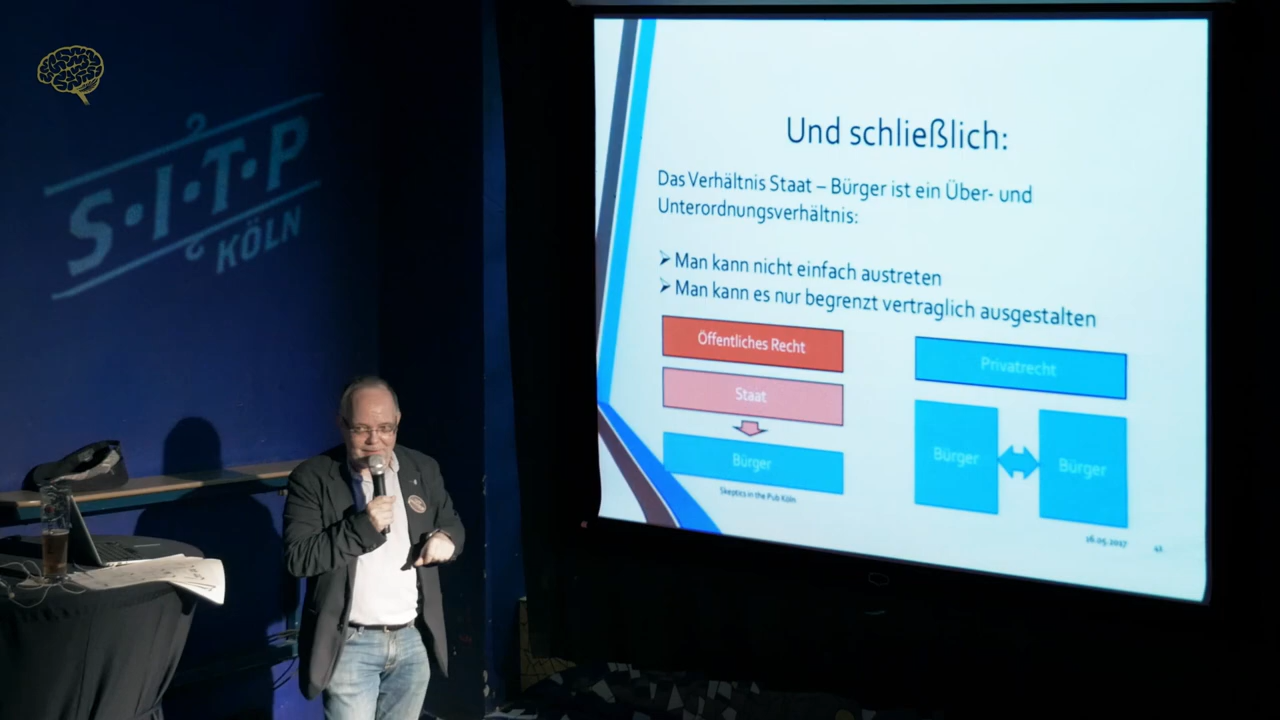 S·I·T·P
KÖLN
Und schließlich:
Das Verhältnis Staat – Bürger ist ein Über- und
Unterordnungsverhältnis:
Man kann nicht einfach austreten
Man kann es nur begrenzt vertraglich ausgestalten
Öffentliches Recht
Staat
Bürger
Privatrecht
Bürger
Bürger
Skeptics in the Pub Köln
16.05.2017